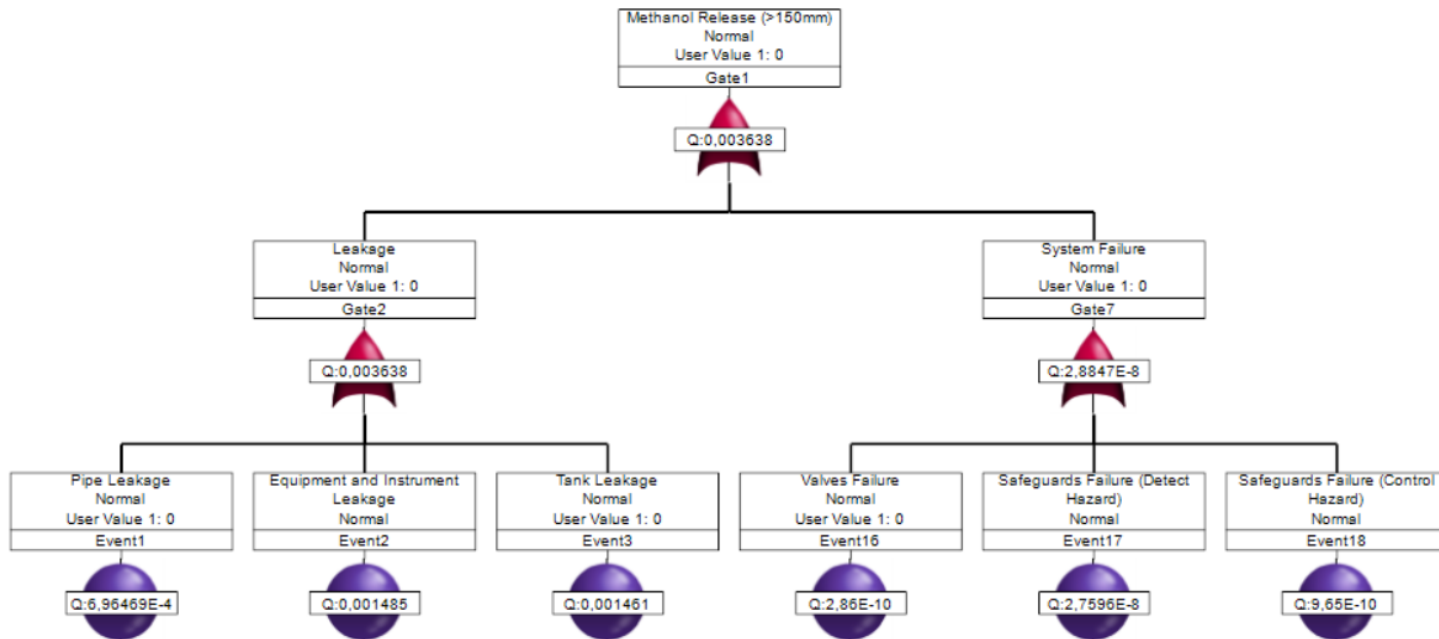 Methanol Release (>150mm)
Normal
User Value 1: 0
Gate1
Q:0,003638
Leakage
Normal
User Value 1: 0
Gate2
Q:0,003638
System Failure
Normal
User Value 1: 0
Gate7
Q:2,8847E-8
Pipe Leakage
Normal
User Value 1: 0
Event1
Q:6,96469E-4
Equipment and Instrument
Leakage
Normal
Event2
Q:0,001485
Tank Leakage
Normal
User Value 1: 0
Event3
Q:0,001461
Valves Failure
Normal
User Value 1: 0
Event16
Q:2,86E-10
Safeguards Failure (Detect
Hazard)
Normal
Event17
Q:2,7596E-8
Safeguards Failure (Control
Hazard)
Normal
Event18
Q:9,65E-10